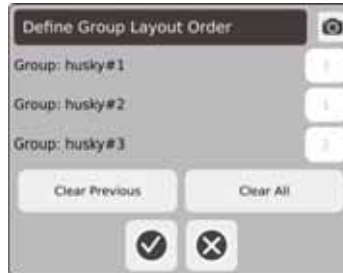 Define Group Layout Order
Group: husky#1
Group: husky#2
Group: husky#3
Clear Previous
Clear All